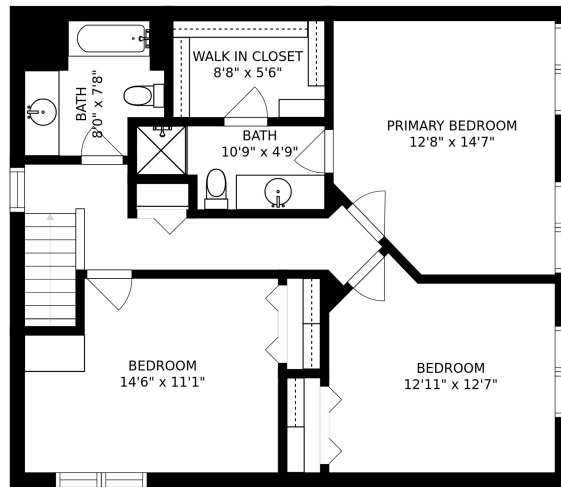 WALK IN CLOSET
8'8" x 5'6"
BATH
8'0" x 7'8"
BATH
10'9" x 4'9"
PRIMARY BEDROOM
12'8" x 14'7"
BEDROOM
14'6" x 11'1"
BEDROOM
12'11" x 12'7"